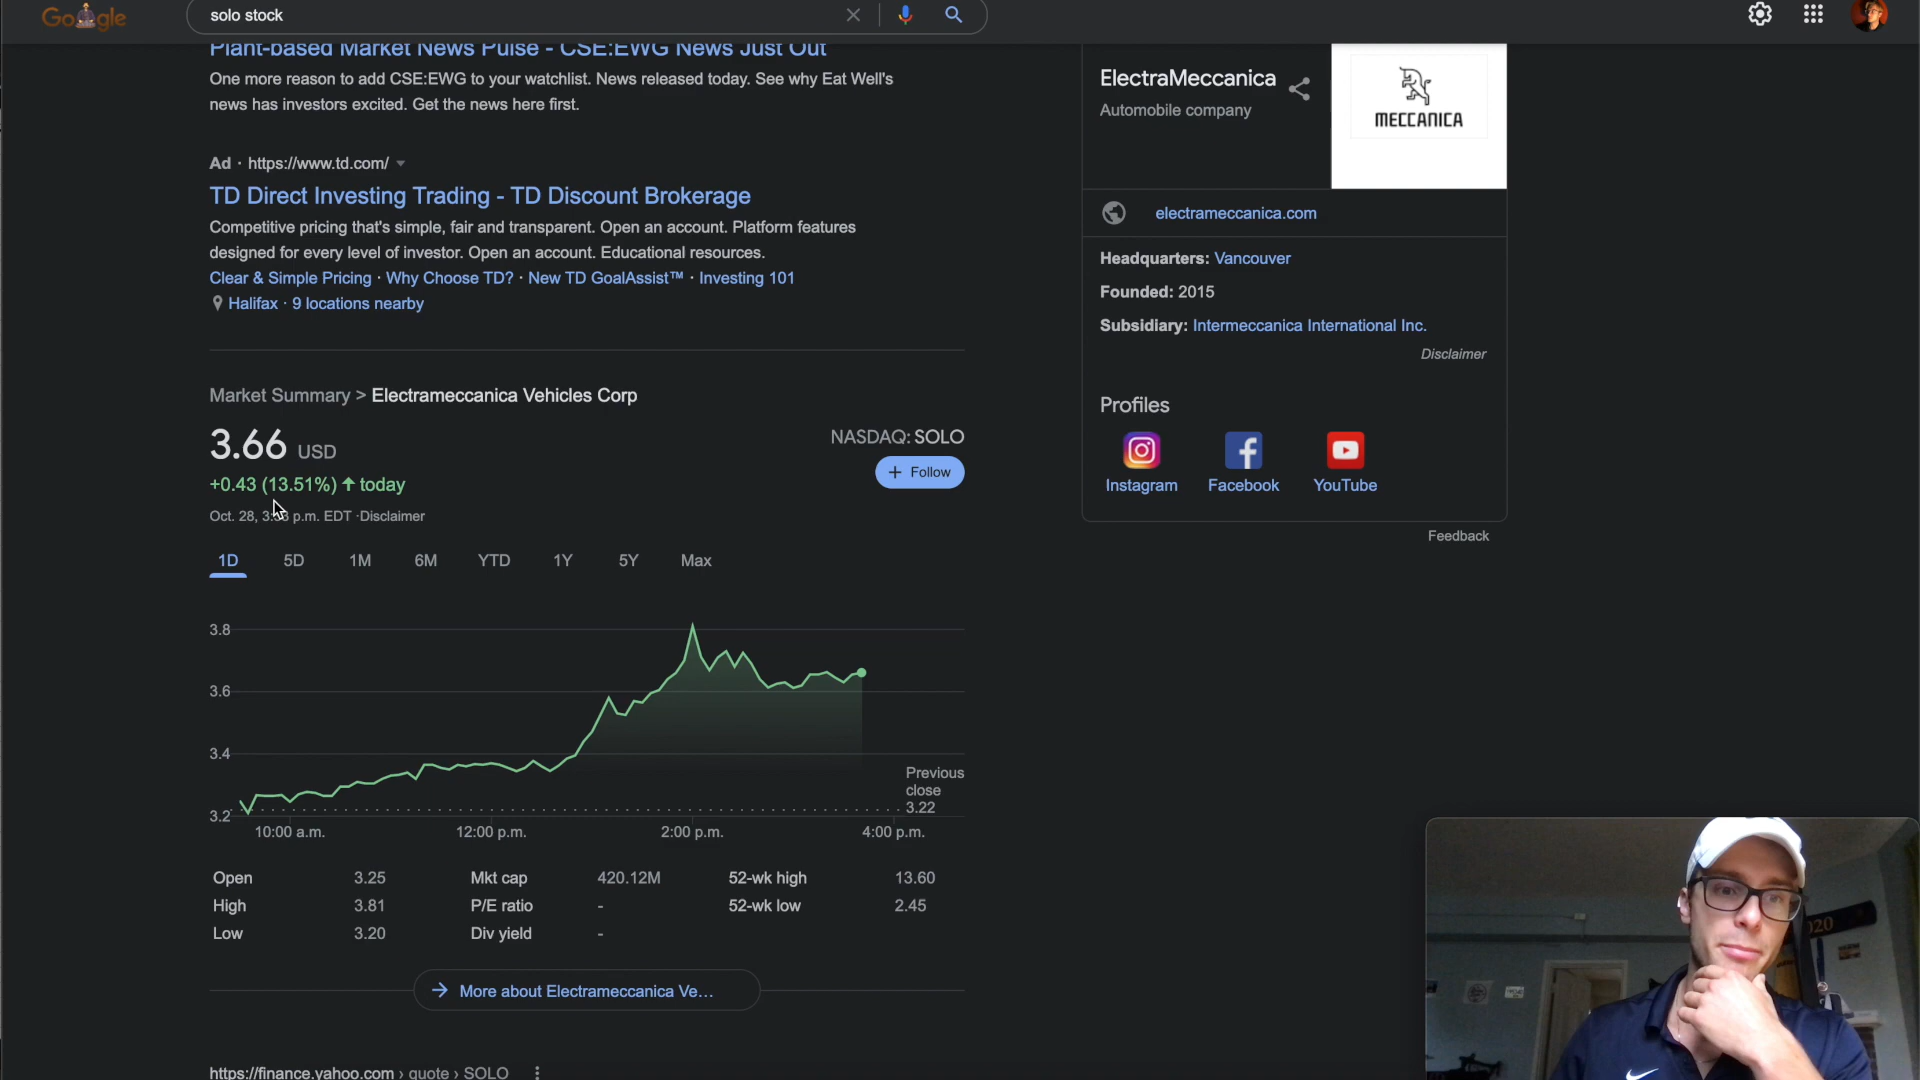 Google
solo stock
Plant-based Market News Pulse - CSE:EWG News Just Out
One more reason to add CSE:EWG to your watchlist. News released today. See why Eat Well's
news has investors excited. Get the news here first.
Ad · https://www.td.com/
TD Direct Investing Trading - TD Discount Brokerage
Competitive pricing that's simple, fair and transparent. Open an account. Platform features
designed for every level of investor. Open an account. Educational resources.
Clear & Simple Pricing · Why Choose TD? · New TD GoalAssist™ · Investing 101
Halifax · 9 locations nearby
Market Summary > Electrameccanica Vehicles Corp
3.66 USD
NASDAQ: SOLO
+0.43 (13.51%) ↑ today
+ Follow
Oct. 28, p.m. EDT ·Disclaimer
1D 5D 1M 6M YTD 1Y 5Y Max
3.8
3.6
3.4
3.2
Previous
close
3.22
10:00 a.m. 12:00 p.m. 2:00 p.m. 4:00 p.m.
Open 3.25 Mkt cap 420.12M 52-wk high 13.60
High 3.81 P/E ratio - 52-wk low 2.45
Low 3.20 Div yield -
→ More about Electrameccanica Ve...
https://finance.yahoo.com › quote › SOLO
ElectraMeccanica
Automobile company
MECCANICA
electrameccanica.com
Headquarters: Vancouver
Founded: 2015
Subsidiary: Intermeccanica International Inc.
Disclaimer
Profiles
Instagram Facebook YouTube
Feedback